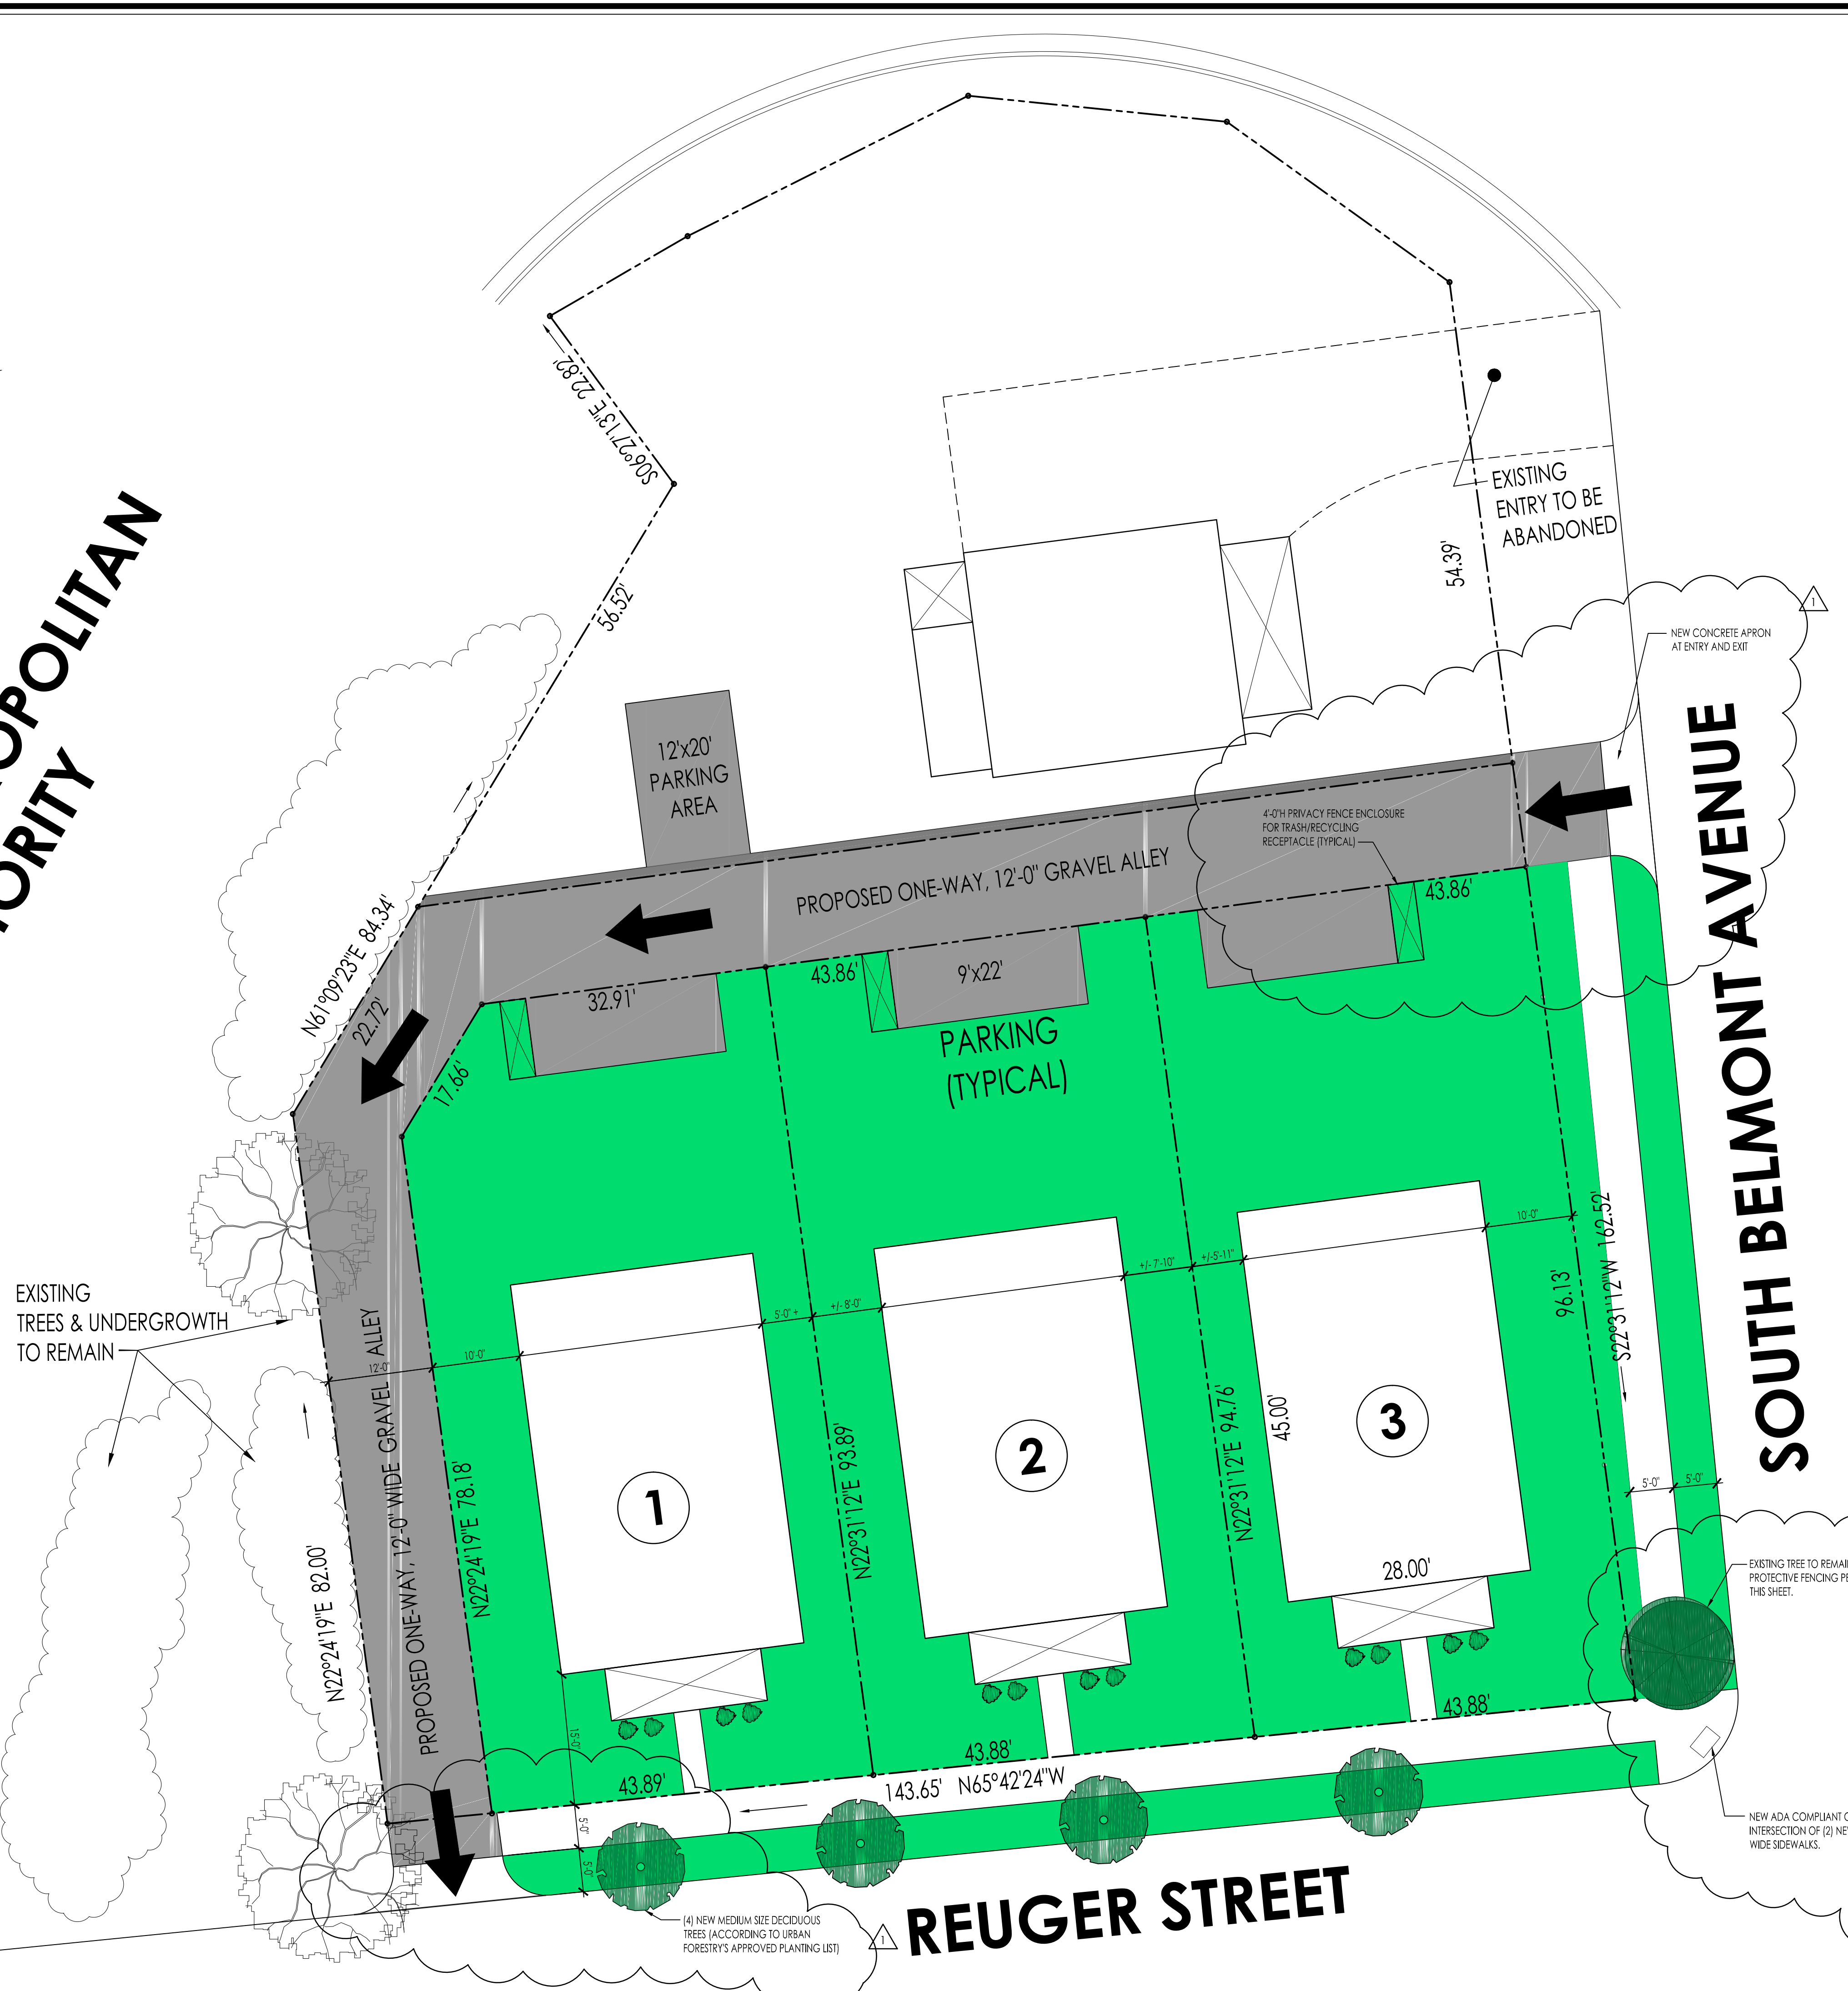 S06°27'13"E 22.82'
56.52'
EXISTING
ENTRY TO BE
ABANDONED
54.39'
1
NEW CONCRETE APRON
AT ENTRY AND EXIT
SOUTH BELMONT AVENUE
12'x20'
PARKING
AREA
4'-0"H PRIVACY FENCE ENCLOSURE
FOR TRASH/RECYCLING
RECEPTACLE (TYPICAL)
PROPOSED ONE-WAY, 12'-0" GRAVEL ALLEY
43.86'
43.86'
9'x22'
32.91'
PARKING
(TYPICAL)
N61°09'23"E 84.34'
22.72'
17.66'
EXISTING
TREES & UNDERGROWTH
TO REMAIN
12'-0"
10'-0"
5'-0" +
+/- 8'-0"
+/- 7'-10"
+/-5'-11"
10'-0"
PROPOSED ONE-WAY, 12'-0" WIDE GRAVEL ALLEY
N22°24'19"E 82.00'
N22°24'19"E 78.18'
1
N22°31'12"E 93.89'
2
N22°31'12"E 94.76'
45.00'
3
28.00'
96.13'
S22°31'12"W 162.52'
5'-0"
5'-0"
EXISTING TREE TO REMAI
PROTECTIVE FENCING PE
THIS SHEET.
15'-0"
5'-0"
5'-0"
43.89'
43.88'
43.88'
143.65' N65°42'24"W
NEW ADA COMPLIANT
INTERSECTION OF (2) NE
WIDE SIDEWALKS.
(4) NEW MEDIUM SIZE DECIDUOUS
TREES (ACCORDING TO URBAN
FORESTRY'S APPROVED PLANTING LIST)
1
REUGER STREET
OPOLITAN
ORITY